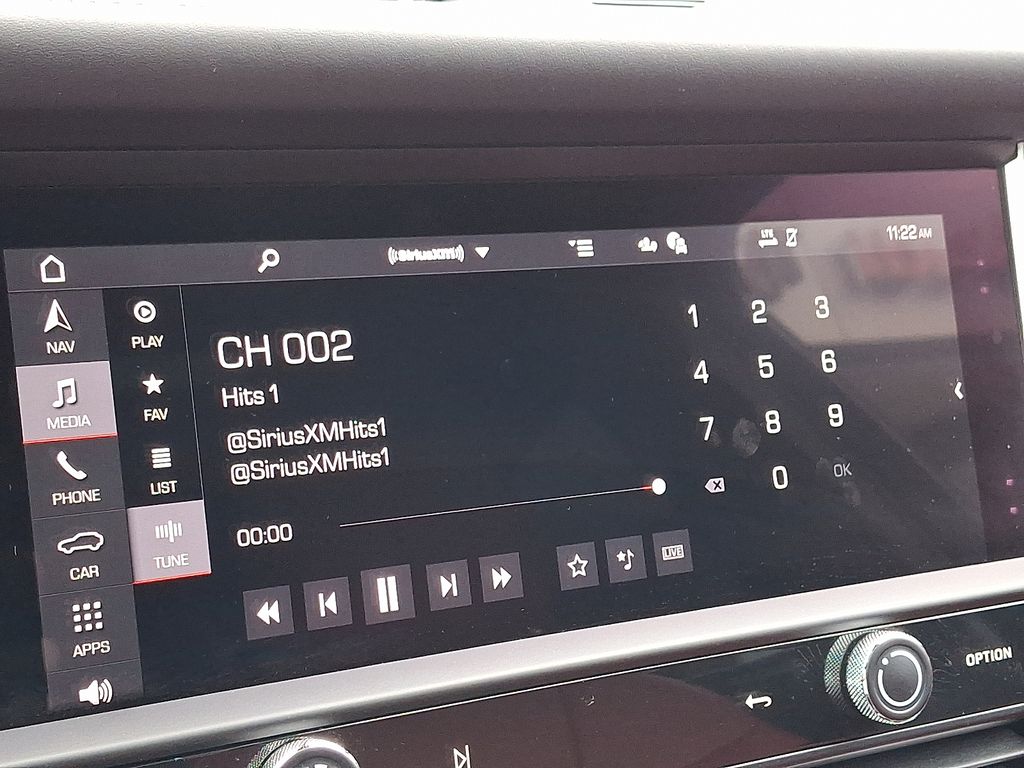 SiriusXM
LTE
11:22 AM
NAV
MEDIA
PHONE
CAR
APPS
PLAY
FAV
LIST
TUNE
CH 002
Hits 1
@SiriusXMHits1
@SiriusXMHits1
00:00
LIVE
1 2 3
4 5 6
7 8 9
0 OK
OPTION